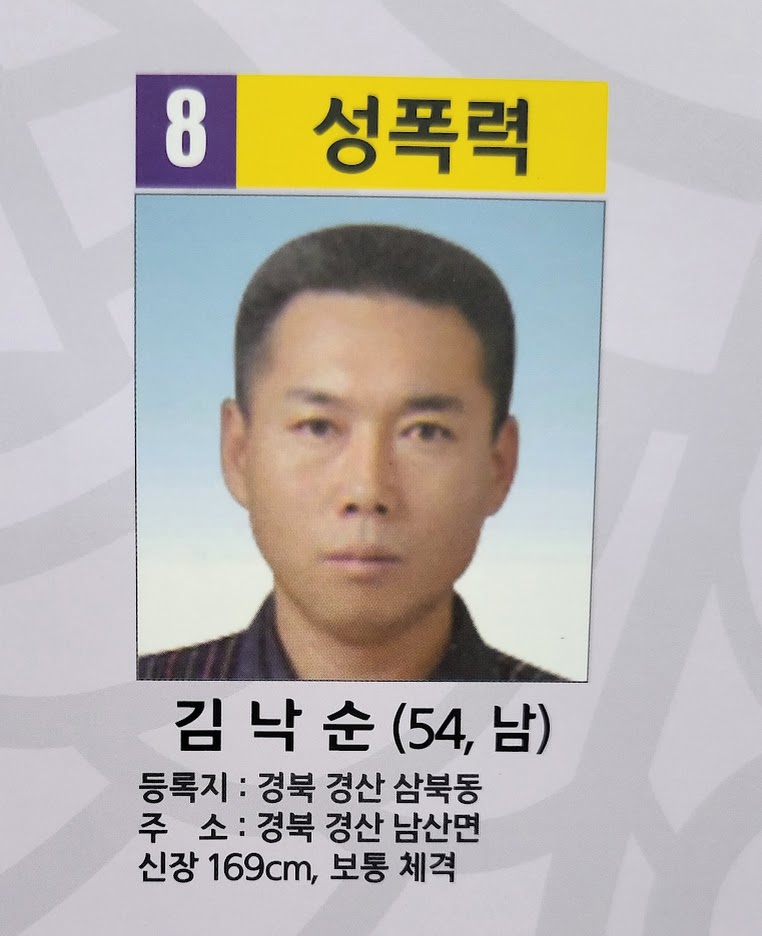 8 성폭력
김 낙 순 (54, 남)
등록지 : 경북 경산 삼북동
주 소 : 경북 경산 남산면
신장 169cm, 보통 체격